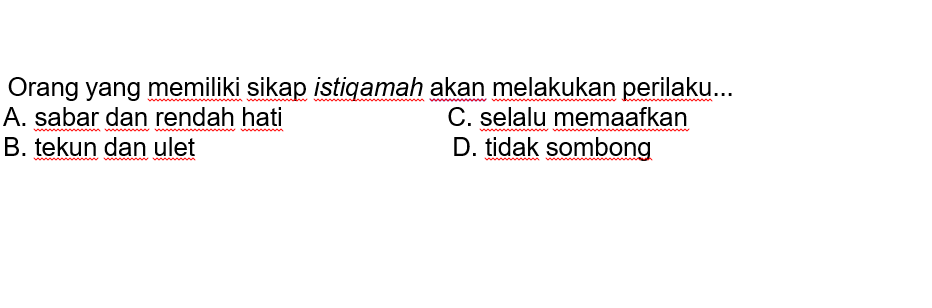 Orang yang memiliki sikap istiqamah akan melakukan perilaku...
A. sabar dan rendah hati C. selalu memaafkan
B. tekun dan ulet D. tidak sombong